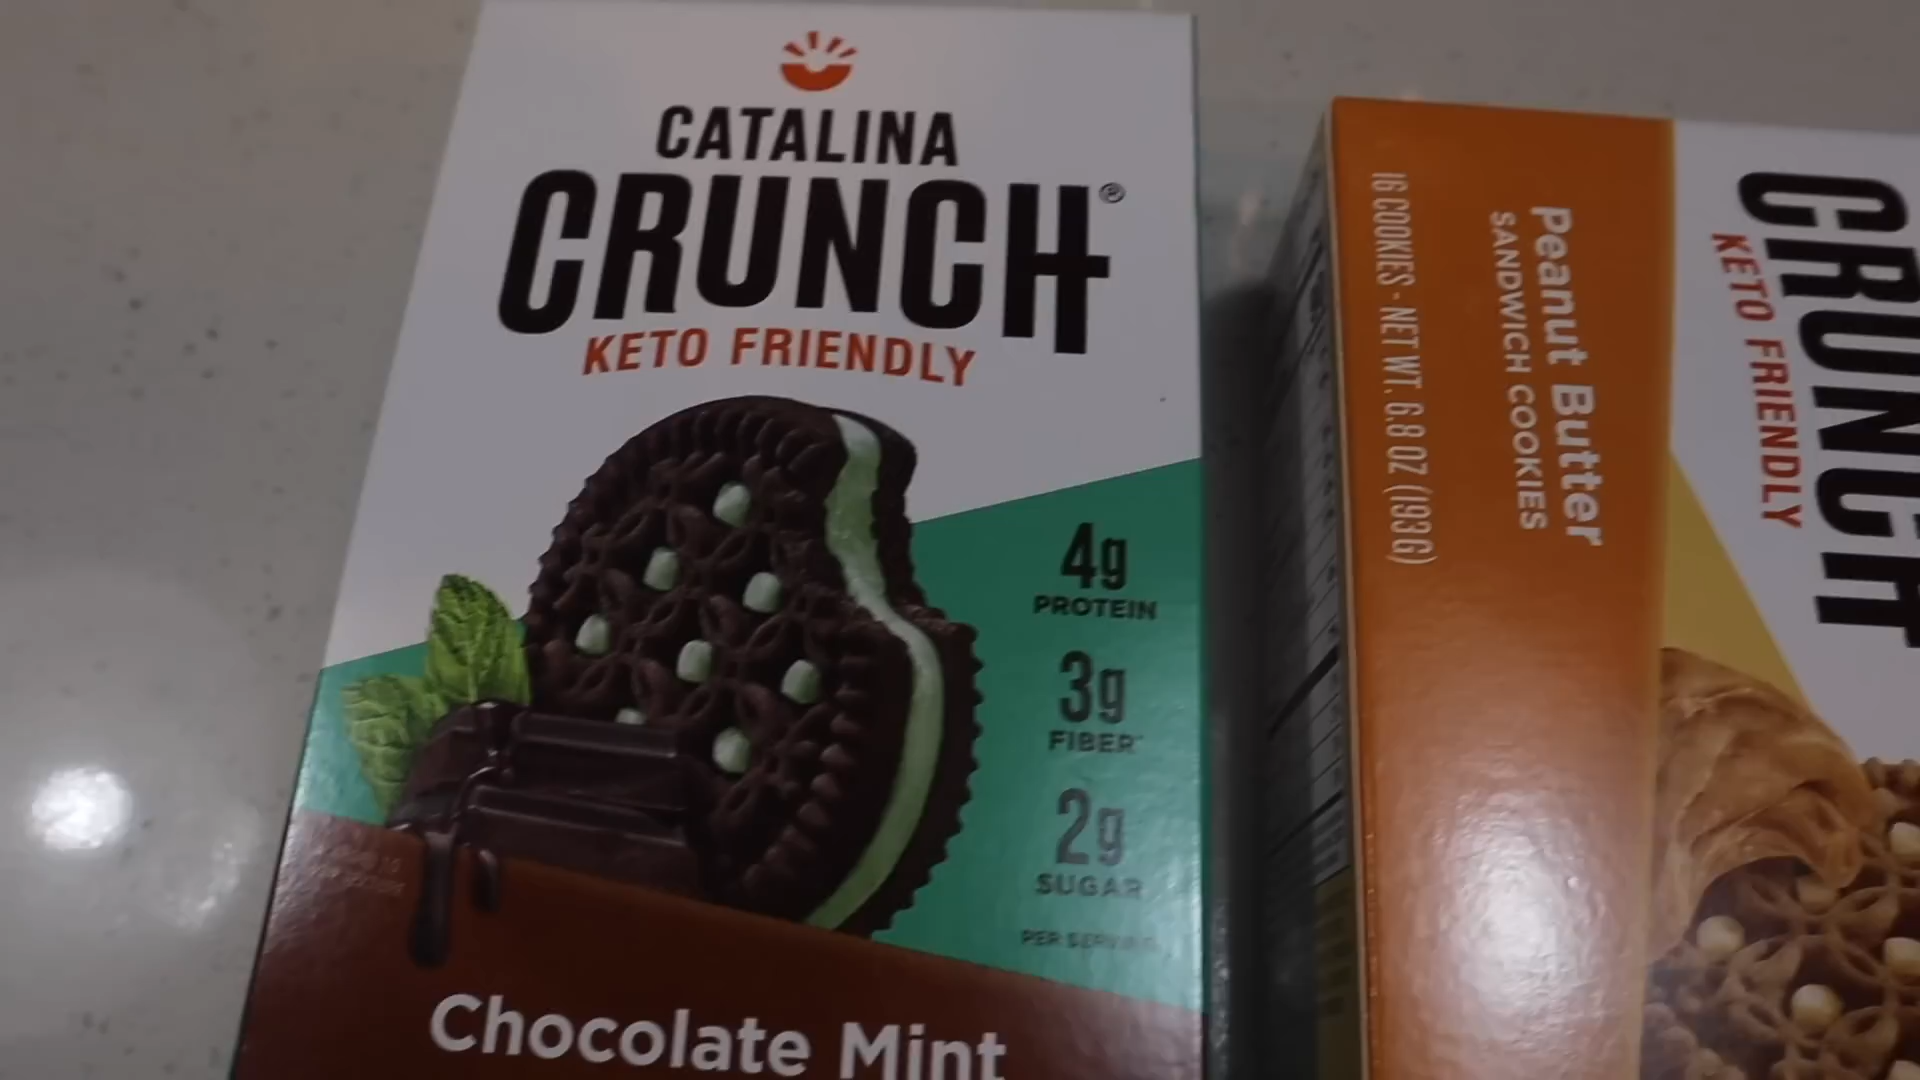 CATALINA
CRUNCH®
KETO FRIENDLY
4g
PROTEIN
3g
FIBER*
2g
SUGAR
PER SERVING
Chocolate Mint
16 COOKIES - NET WT. 6.8 OZ (193G)
Peanut Butter
SANDWICH COOKIES
CRUNCH
KETO FRIENDLY